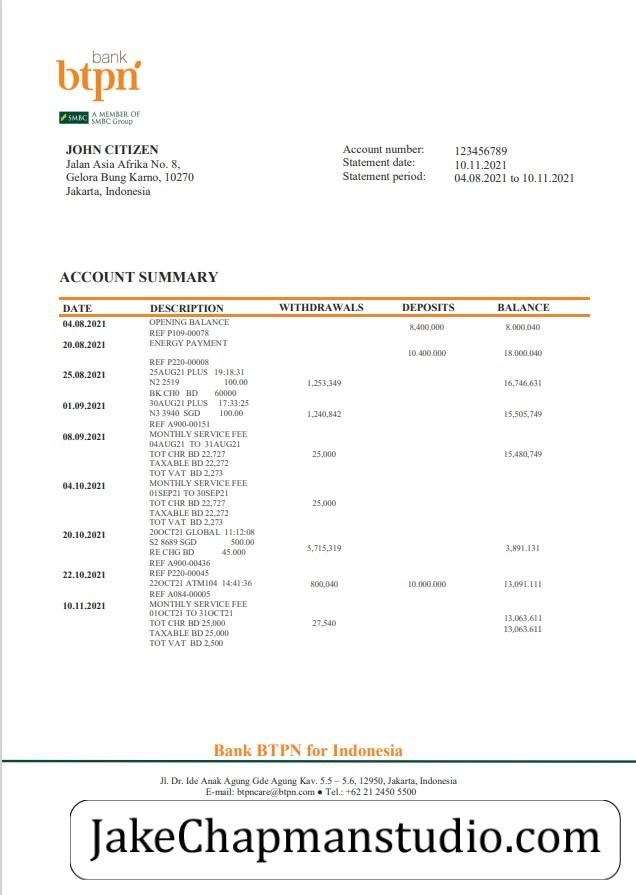 bank
btpn
SMBC A MEMBER OF
SMBC Group
JOHN CITIZEN
Jalan Asia Afrika No. 8,
Gelora Bung Karno, 10270
Jakarta, Indonesia
Account number: 123456789
Statement date: 10.11.2021
Statement period: 04.08.2021 to 10.11.2021
ACCOUNT SUMMARY
DATE DESCRIPTION WITHDRAWALS DEPOSITS BALANCE
04.08.2021 OPENING BALANCE 8,400.000 8.000.040
REF P109-00078
20.08.2021 ENERGY PAYMENT
10.400.000 18.000.040
REF P220-00008
25.08.2021 25AUG21 PLUS 19:18:31
N2 2519 100.00 1,253,349 16,746.631
BK CH0 BD 60000
01.09.2021 30AUG21 PLUS 17:33:25
N3 3940 SGD 100.00 1,240,842 15,505,749
REF A900-00151
08.09.2021 MONTHLY SERVICE FEE
04AUG21 TO 31AUG21
TOT CHR BD 22,727 25,000 15,480,749
TAXABLE BD 22,272
TOT VAT BD 2,273
04.10.2021 MONTHLY SERVICE FEE
01SEP21 TO 30SEP21
TOT CHR BD 22,727 25,000
TAXABLE BD 22,272
TOT VAT BD 2,273
20.10.2021 20OCT21 GLOBAL 11:12:08
S2 8689 SGD 500.00
RE CHG BD 45.000 5,715,319 3,891.131
REF A900-00436
22.10.2021 REF P220-00045
22OCT21 ATM104 14:41:36 800,040 10.000.000 13,091.111
REF A084-00005
10.11.2021 MONTHLY SERVICE FEE
01OCT21 TO 31OCT21
TOT CHR BD 25,000 27,540 13,063.611
TAXABLE BD 25,000 13,063.611
TOT VAT BD 2,500
Bank BTPN for Indonesia
Jl. Dr. Ide Anak Agung Gde Agung Kav. 5.5 – 5.6, 12950, Jakarta, Indonesia
E-mail: btpncare@btpn.com ● Tel.: +62 21 2450 5500
JakeChapmanstudio.com